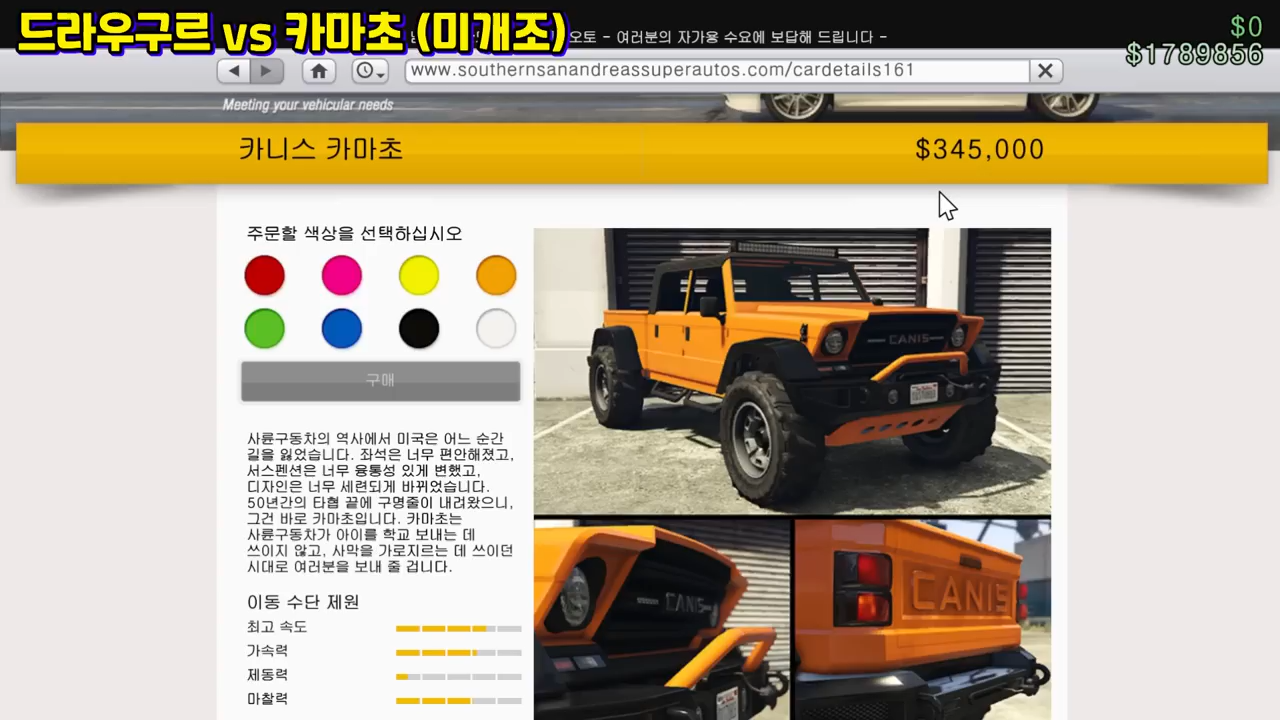 드라우구르 vs 카마초 (미개조)
오토 - 여러분의 자가용 수요에 보답해 드립니다 -
$0
$1789856
www.southernsanandreassuperautos.com/cardetails161
Meeting your vehicular needs
카니스 카마초
$345,000
주문할 색상을 선택하십시오
구매
사륜구동차의 역사에서 미국은 어느 순간
길을 잃었습니다. 좌석은 너무 편안해졌고,
서스펜션은 너무 융통성 있게 변했고,
디자인은 너무 세련되게 바뀌었습니다.
50년간의 타협 끝에 구명줄이 내려왔으니,
그건 바로 카마초입니다. 카마초는
사륜구동차가 아이를 학교 보내는 데
쓰이지 않고, 사막을 가로지르는 데 쓰이던
시대로 여러분을 보내 줄 겁니다.
이동 수단 제원
최고 속도
가속력
제동력
마찰력
CANIS
CANIS
CANIS